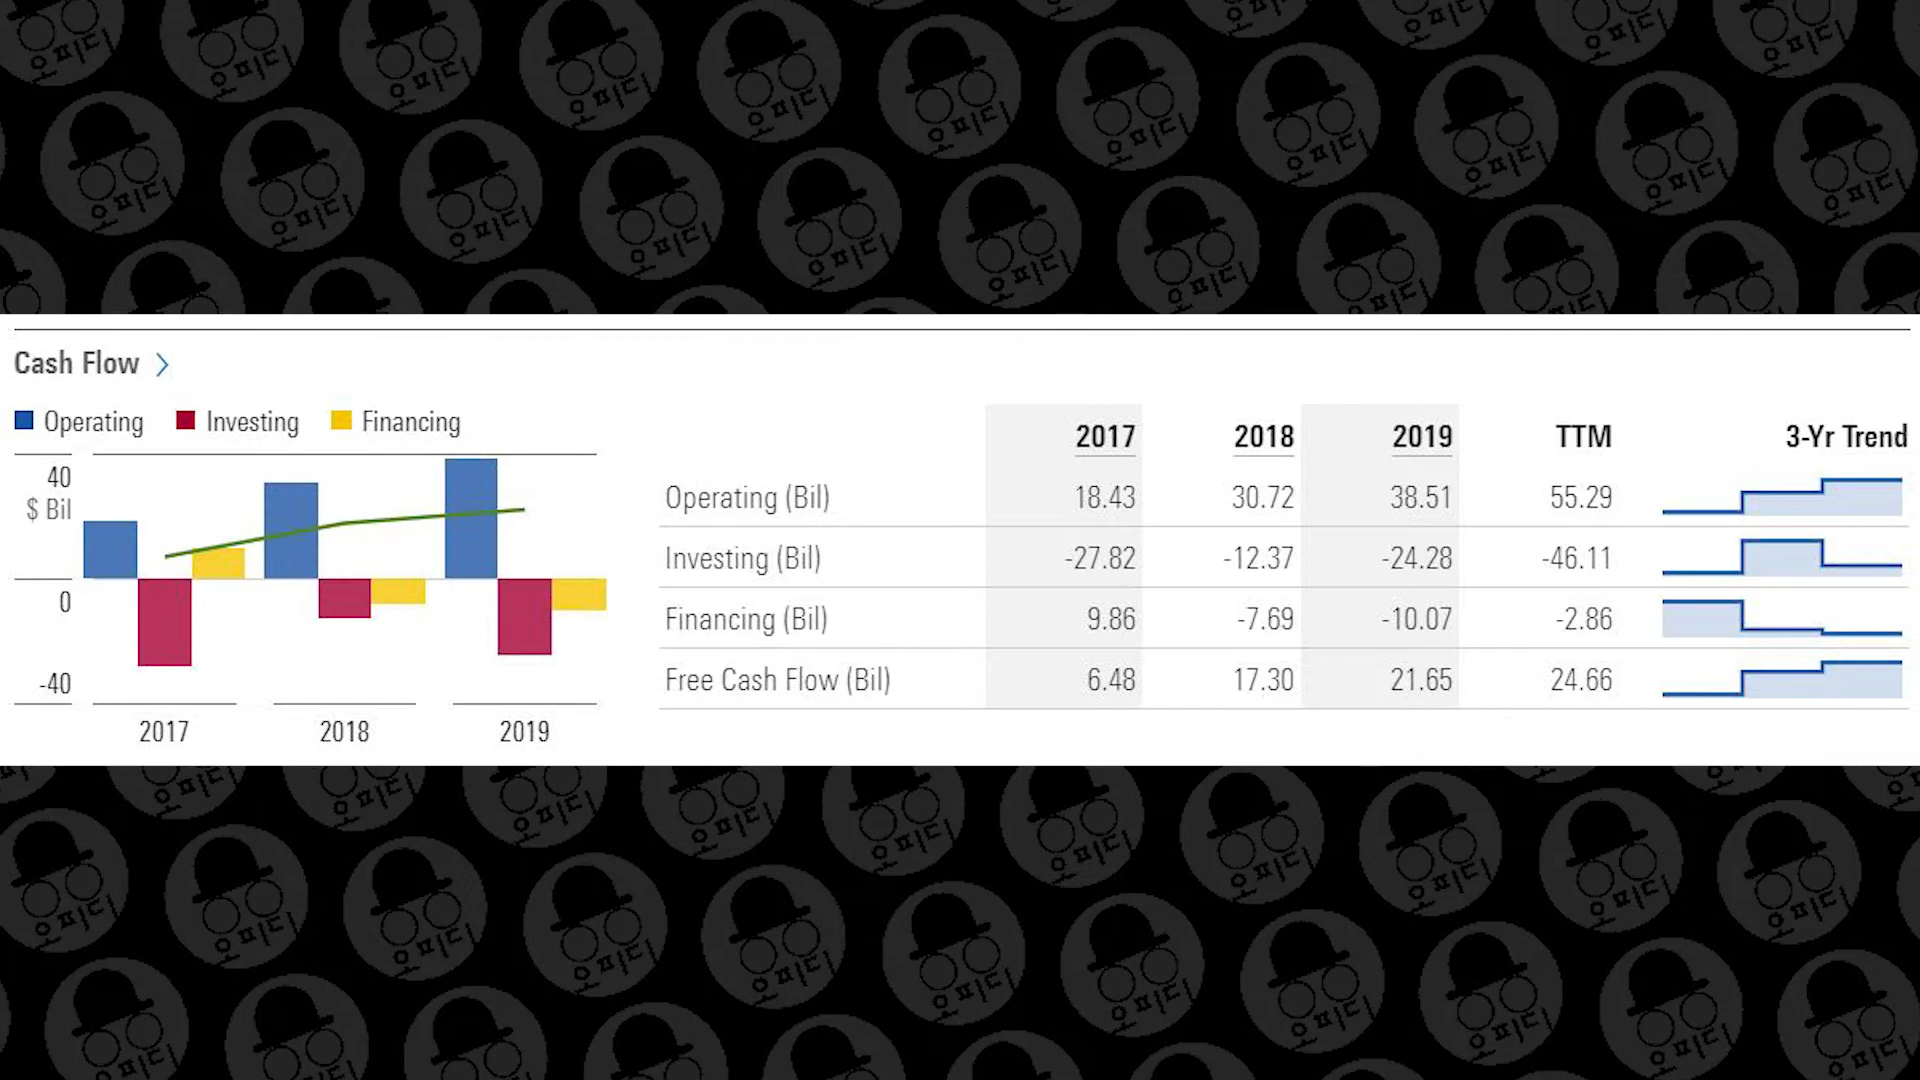 Cash Flow >
Operating Investing Financing
40
$ Bil
0
-40
2017 2018 2019
2017 2018 2019 TTM 3-Yr Trend
Operating (Bil) 18.43 30.72 38.51 55.29
Investing (Bil) -27.82 -12.37 -24.28 -46.11
Financing (Bil) 9.86 -7.69 -10.07 -2.86
Free Cash Flow (Bil) 6.48 17.30 21.65 24.66